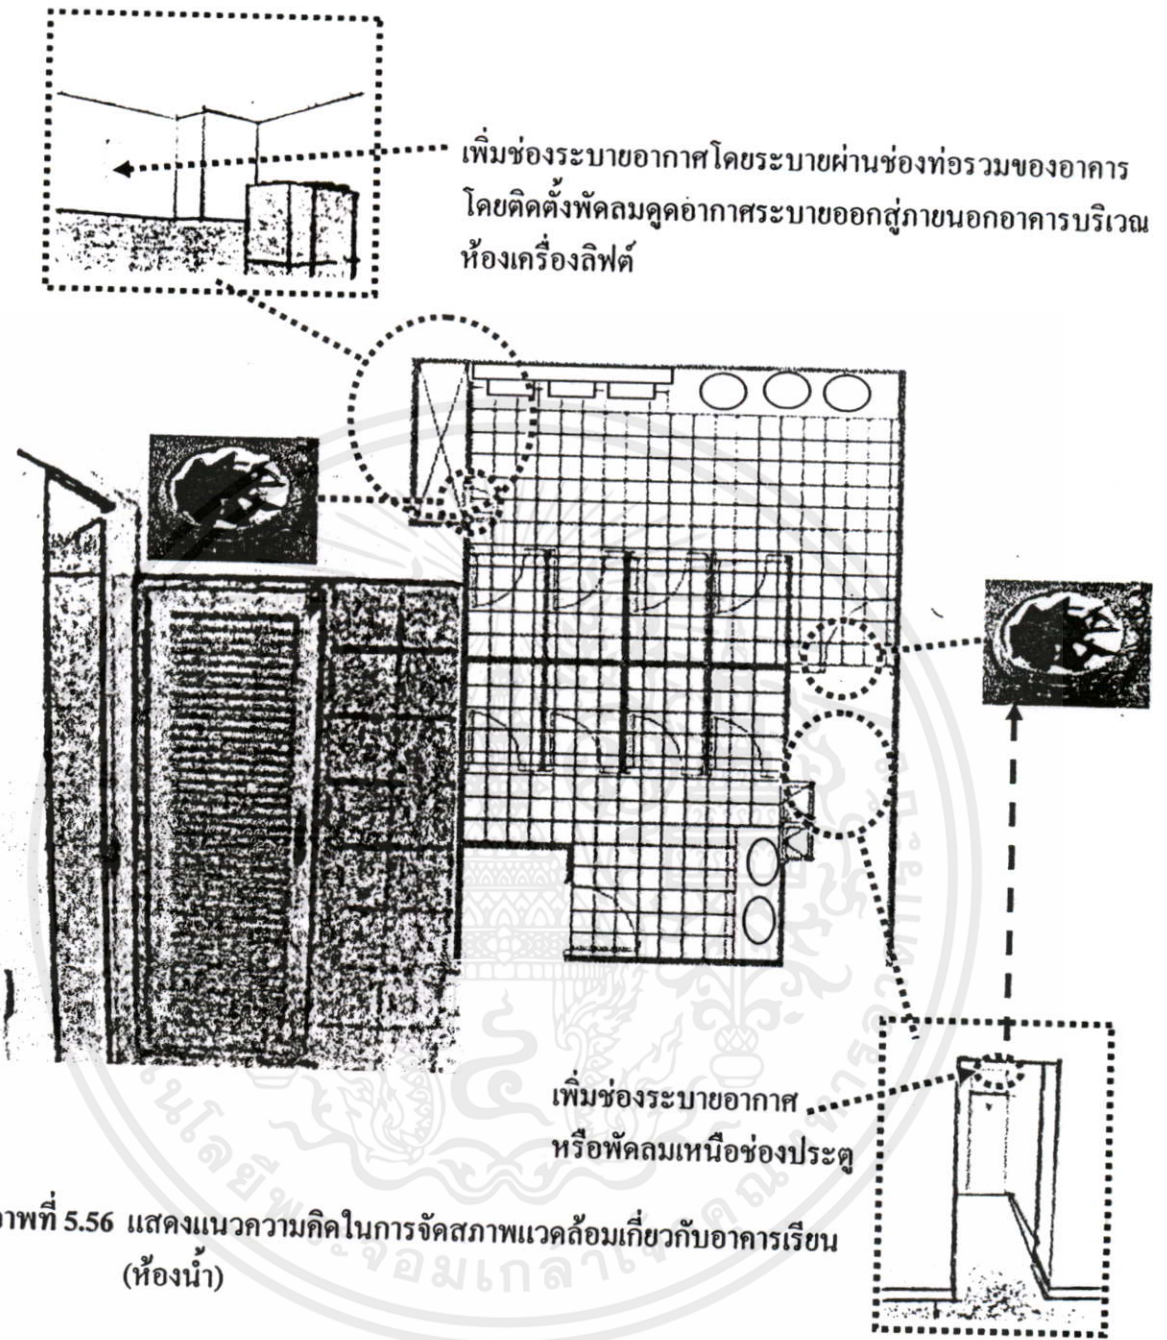 เพิ่มช่องระบายอากาศโดยระบายผ่านช่องท่อรวมของอาคาร
โดยติดตั้งพัดลมดูดอากาศระบายออกสู่ภายนอกอาคารบริเวณ
ห้องเครื่องลิฟต์
เพิ่มช่องระบายอากาศ
หรือพัดลมเหนือช่องประตู
าพที่ 5.56 แสดงแนวความคิดในการจัดสภาพแวดล้อมเกี่ยวกับอาคารเรียน
(ห้องน้ำ)